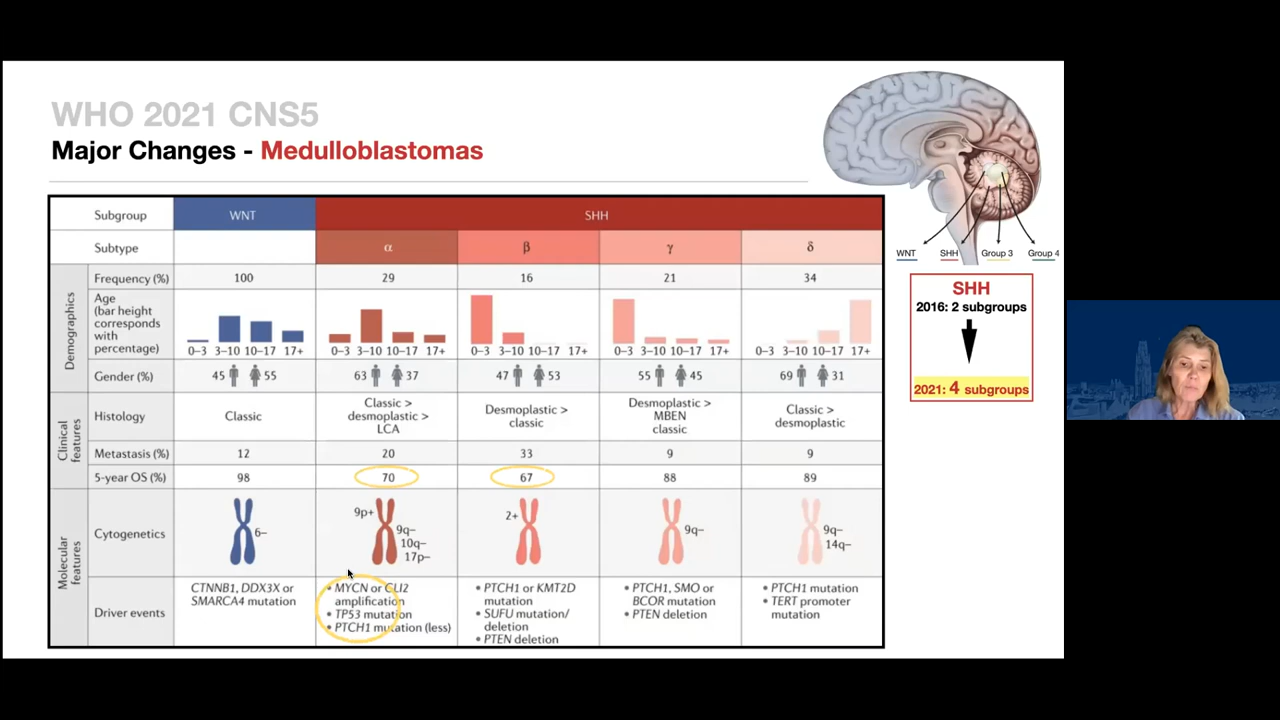 WHO 2021 CNS5
Major Changes - Medulloblastomas
Subgroup WNT SHH
Subtype α β γ δ
Demographics
Frequency (%) 100 29 16 21 34
Age
(bar height
corresponds
with
percentage)
0–3 3–10 10–17 17+ 0–3 3–10 10–17 17+ 0–3 3–10 10–17 17+ 0–3 3–10 10–17 17+ 0–3 3–10 10–17 17+
Gender (%) 45 55 63 37 47 53 55 45 69 31
Clinical
features
Histology
Classic
Classic >
desmoplastic >
LCA
Desmoplastic >
classic
Desmoplastic >
MBEN
classic
Classic >
desmoplastic
Metastasis (%) 12 20 33 9 9
5-year OS (%) 98 70 67 88 89
Molecular
features
Cytogenetics
6–
9p+
9q–
10q–
17p–
2+
9q–
9q–
14q–
Driver events
CTNNB1, DDX3X or
SMARCA4 mutation
• MYCN or GLI2
amplification
• TP53 mutation
• PTCH1 mutation (less)
• PTCH1 or KMT2D
mutation
• SUFU mutation/
deletion
• PTEN deletion
• PTCH1, SMO or
BCOR mutation
• PTEN deletion
• PTCH1 mutation
• TERT promoter
mutation
WNT SHH Group 3 Group 4
SHH
2016: 2 subgroups
2021: 4 subgroups